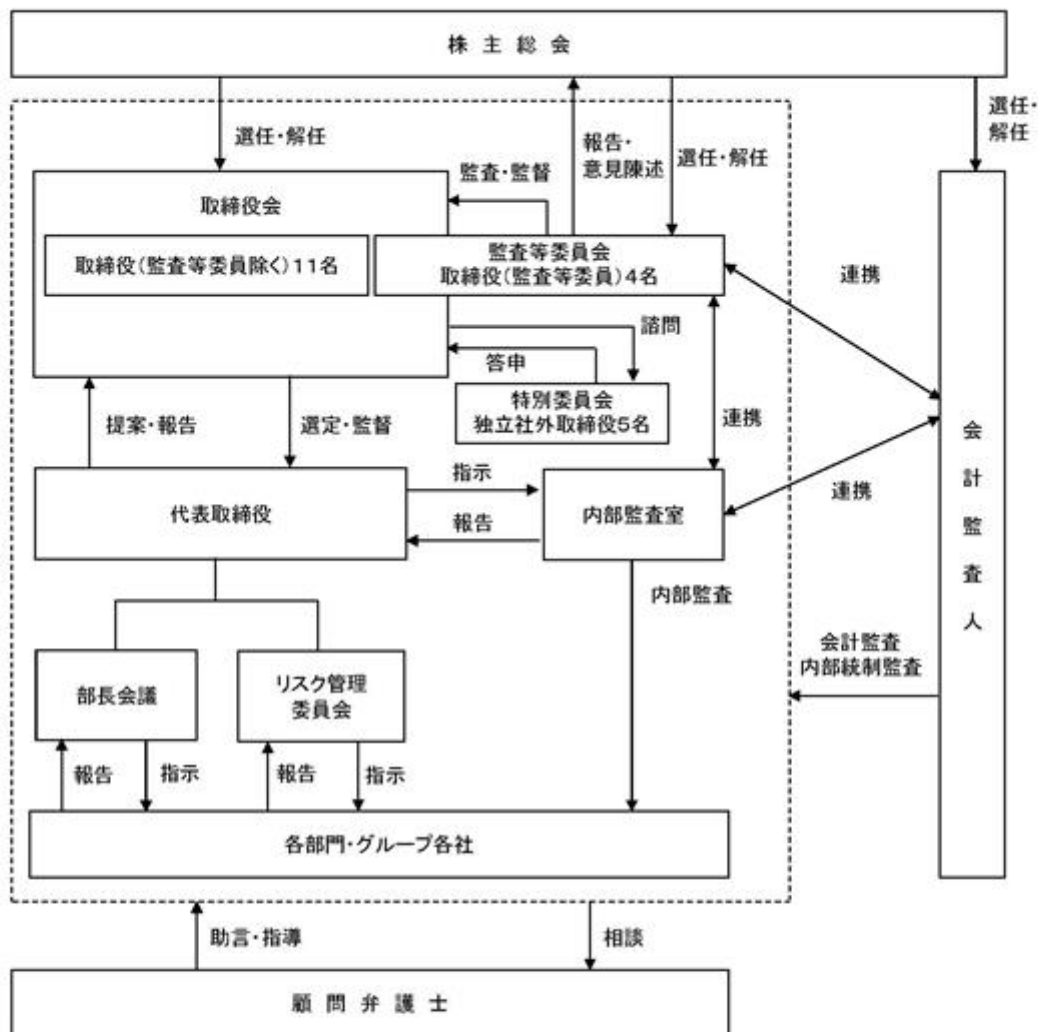 株主総会
選任・解任
報告・
意見陳述
選任・解任
選任・
解任
監査・監督
取締役会
取締役(監査等委員除く)11名
監査等委員会
取締役(監査等委員)4名
連携
諮問
答申
特別委員会
独立社外取締役5名
提案・報告
選定・監督
連携
会計監査人
代表取締役
指示
報告
内部監査室
連携
内部監査
部長会議
リスク管理
委員会
会計監査
内部統制監査
報告
指示
報告
指示
各部門・グループ各社
助言・指導
相談
顧問弁護士